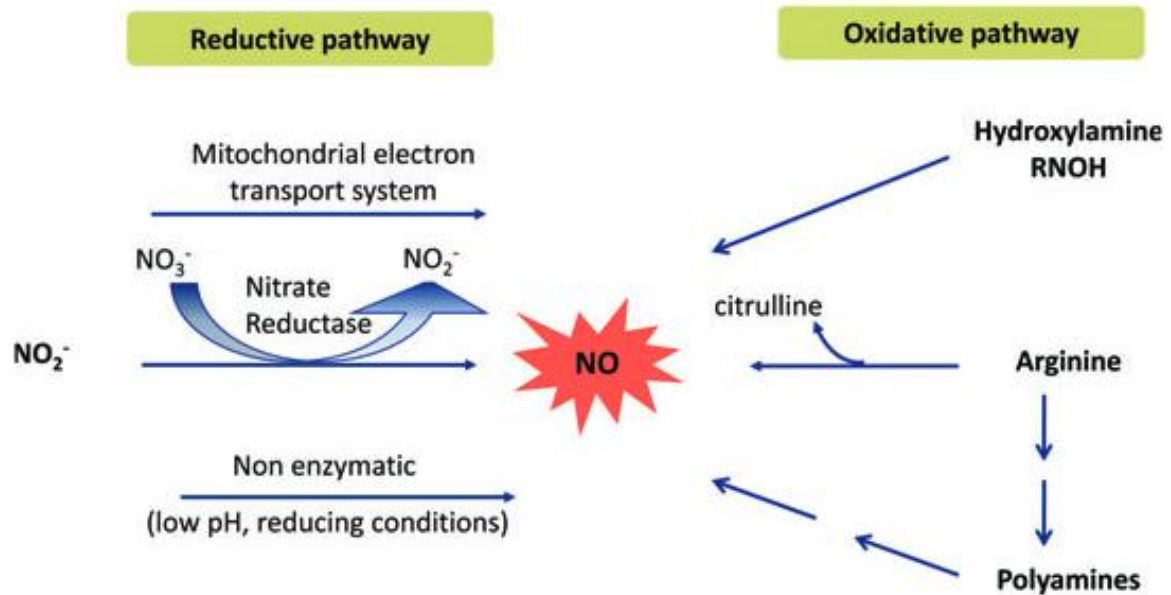 Reductive pathway
Oxidative pathway
Mitochondrial electron
transport system
NO₃⁻
NO₂⁻
Nitrate
Reductase
NO₂⁻
Non enzymatic
(low pH, reducing conditions)
NO
Hydroxylamine
RNOH
citrulline
Arginine
Polyamines